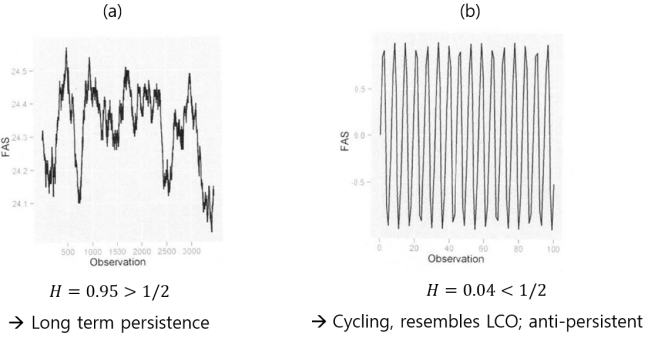 (a)
(b)
FAS
24.5
24.4
24.3
24.2
24.1
500 1000 1500 2000 2500 3000
Observation
FAS
0.5
0.0
-0.5
0 20 40 60 80 100
Observation
H = 0.95 > 1/2
H = 0.04 < 1/2
→ Long term persistence
→ Cycling, resembles LCO; anti-persistent